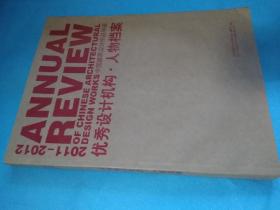 2011-2012
ANNUAL
REVIEW
OF CHINESE ARCHITECTURAL
DESIGN WORKS
优秀设计机构·人物档案